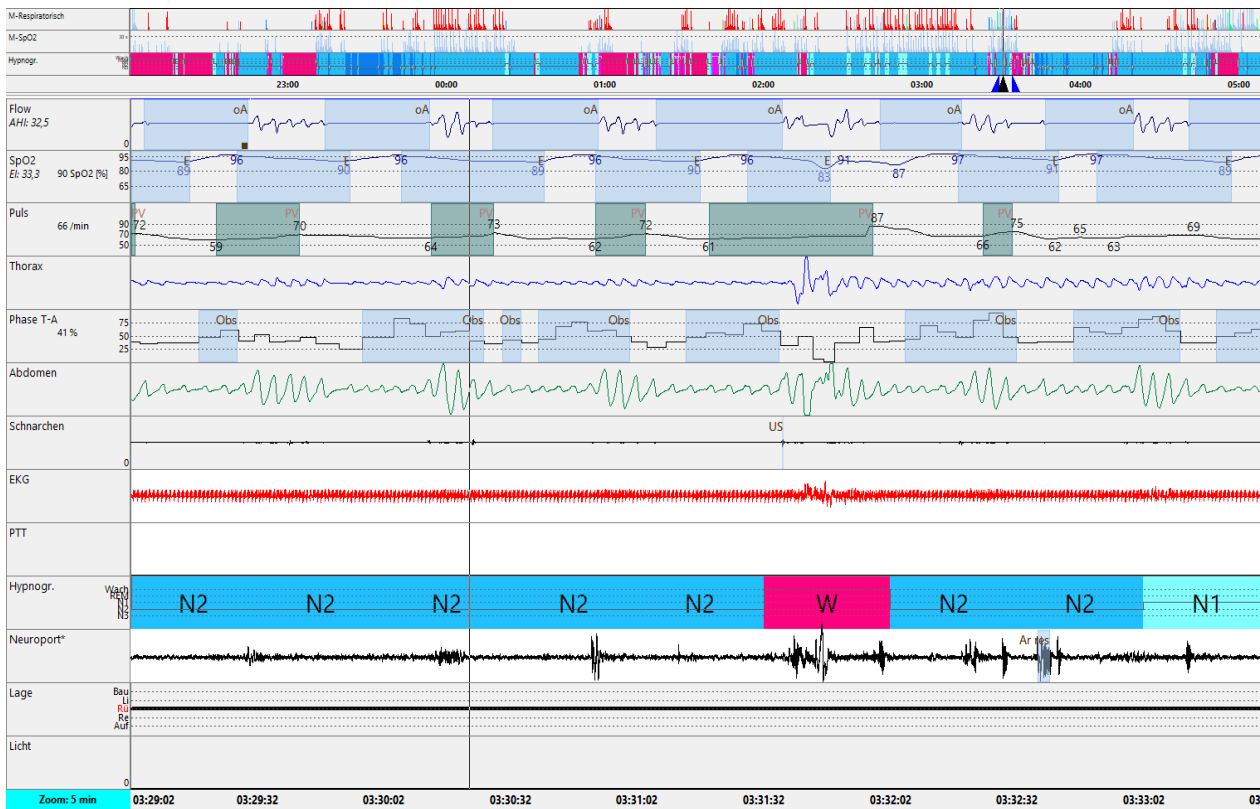 M-Respiratorisch
M-SpO2
30 s
Hypnogr.
23:00 00:00 01:00 02:00 03:00 04:00 05:00
Flow
AHI: 32,5
0
oA oA oA oA oA oA
SpO2
EI: 33,3
90 SpO2 [%]
95
80
65
E 96 E 96 E 96 E 96 E 91 97 E 97 E
89 90 89 90 83 87 91 89
Puls
66 /min
90
70
50
PV PV PV PV PV PV
72 59 70 64 73 62 72 61 87 66 75 62 65 63 69
Thorax
Phase T-A
41 %
75
50
25
Obs Obs Obs Obs Obs Obs Obs
Abdomen
Schnarchen
0
US
EKG
PTT
Hypnogr.
Wach
REM
N1
N2
N3
N2 N2 N2 N2 N2 W N2 N2 N1
Neuroport*
Ar res
Lage
Bau
Li
Rü
Re
Auf
Licht
0
Zoom: 5 min
03:29:02 03:29:32 03:30:02 03:30:32 03:31:02 03:31:32 03:32:02 03:32:32 03:33:02 03